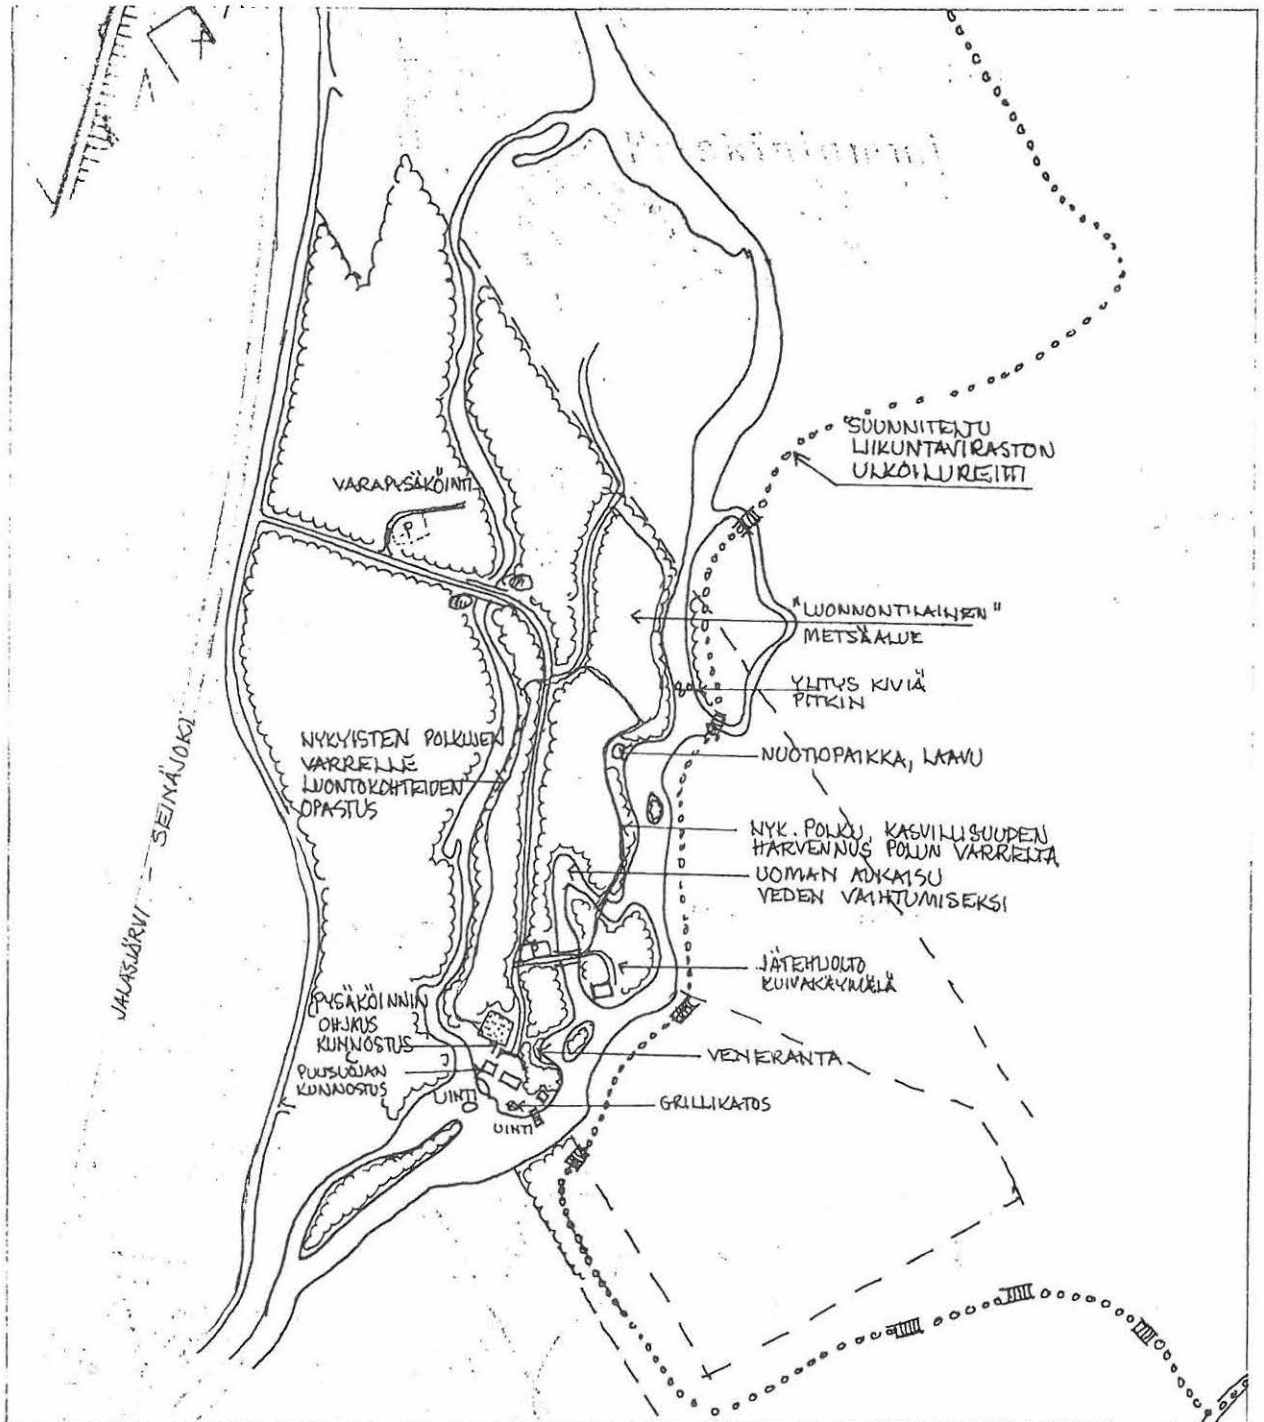 SUUNNITELTU
LIIKUNTAVIRASTON
ULKOILUREITTI
VARAPYSÄKÖINTI
P
"LUONNONTILAINEN"
METSÄALUE
YLITYS KIVIÄ
PITKIN
NYKYISTEN POLKUJEN
VARRELLE
LUONTOKOHTEIDEN
OPASTUS
NUOTIOPAIKKA, LAAVU
JALASJÄRVI — SEINÄJOKI
NYK. POLKU, KASVILLISUUDEN
HARVENNUS POLUN VARRELTA
UOMAN AUKAISU
VEDEN VAIHTUMISEKSI
P
JÄTEHUOLTO
KUIVAKÄYMÄLÄ
PYSÄKÖINNIN
OHJAUS
KUNNOSTUS
VENERANTA
PUUSUOJAN
KUNNOSTUS
UINTI
GRILLIKATOS
UINTI